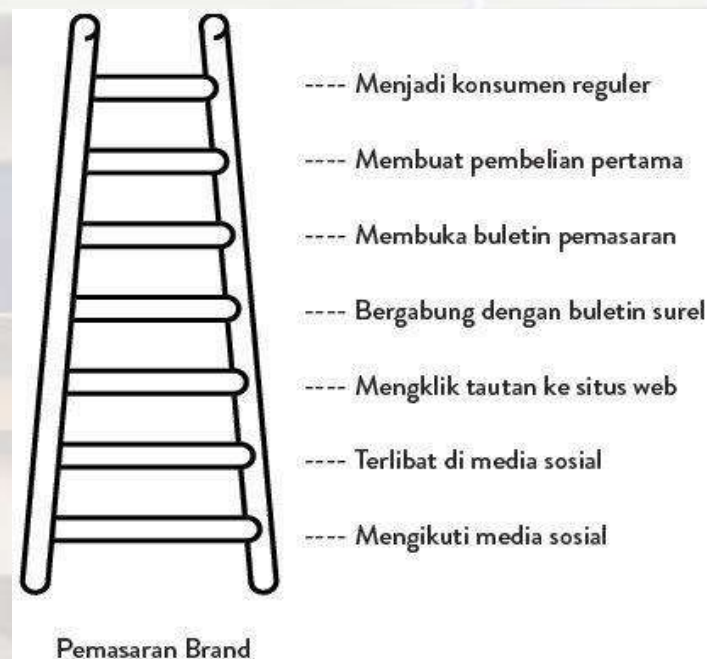 ---- Menjadi konsumen reguler
---- Membuat pembelian pertama
---- Membuka buletin pemasaran
---- Bergabung dengan buletin surel
---- Mengklik tautan ke situs web
---- Terlibat di media sosial
---- Mengikuti media sosial
Pemasaran Brand